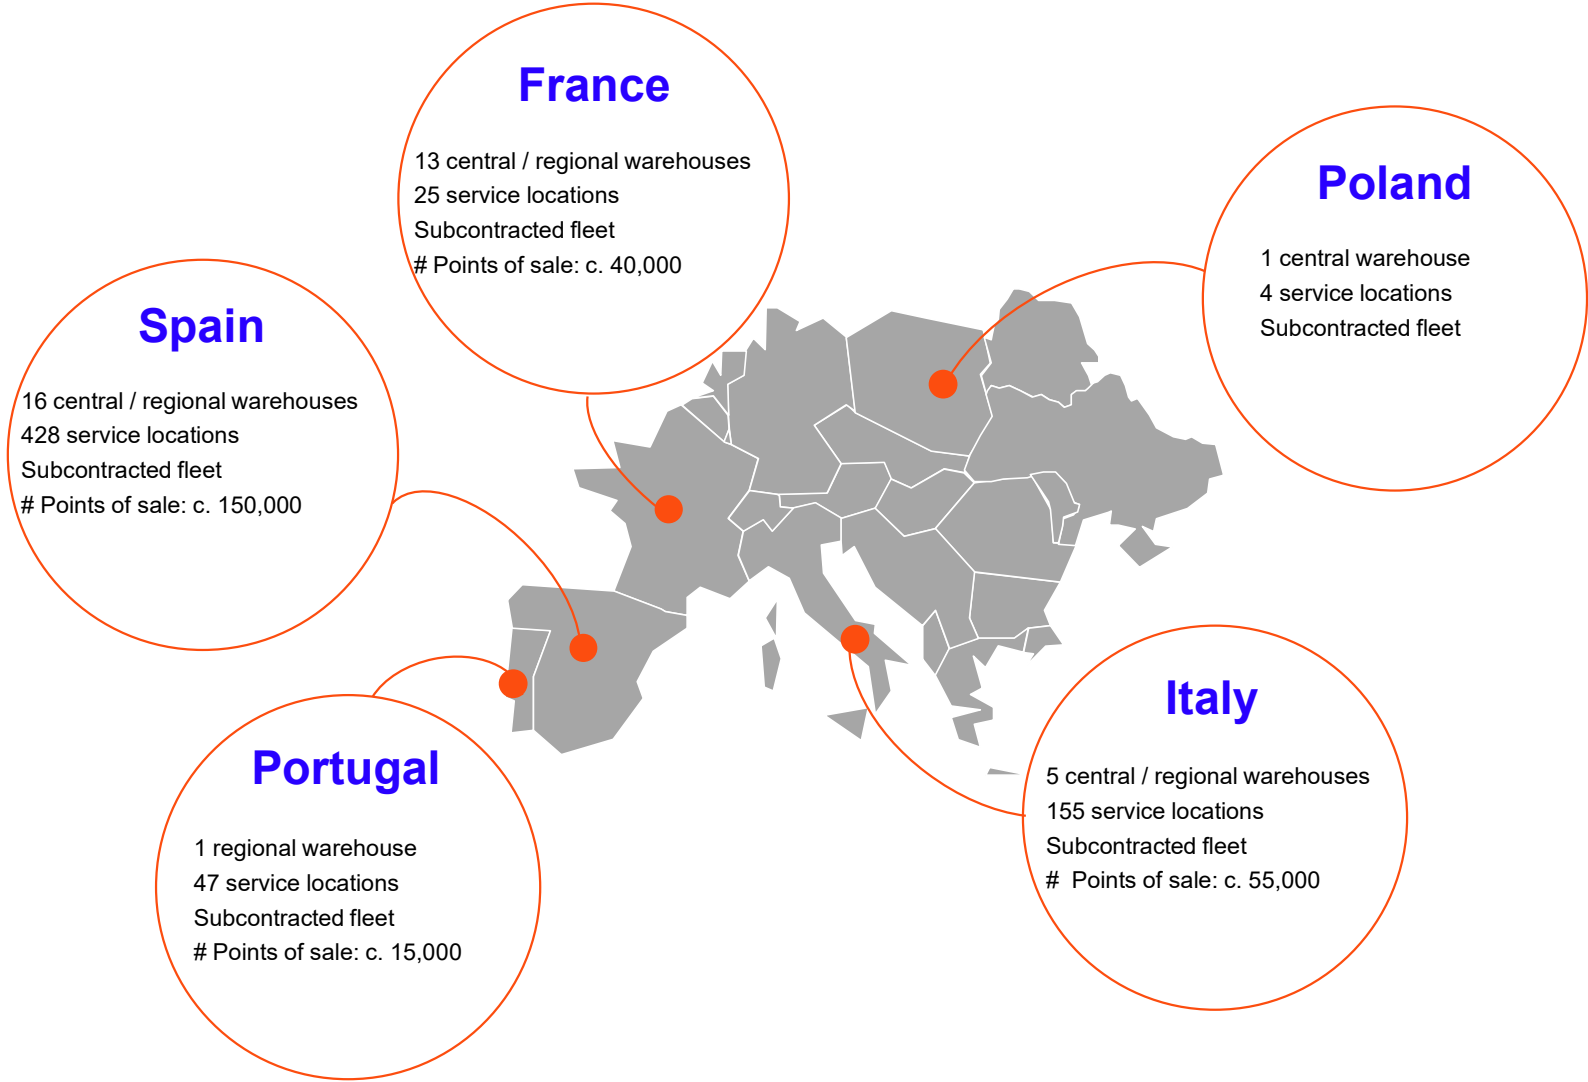 France
13 central / regional warehouses
25 service locations
Subcontracted fleet
# Points of sale: c. 40,000
Poland
1 central warehouse
4 service locations
Subcontracted fleet
Spain
16 central / regional warehouses
428 service locations
Subcontracted fleet
# Points of sale: c. 150,000
Italy
5 central / regional warehouses
155 service locations
Subcontracted fleet
#  Points of sale: c. 55,000
Portugal
1 regional warehouse
47 service locations
Subcontracted fleet
# Points of sale: c. 15,000